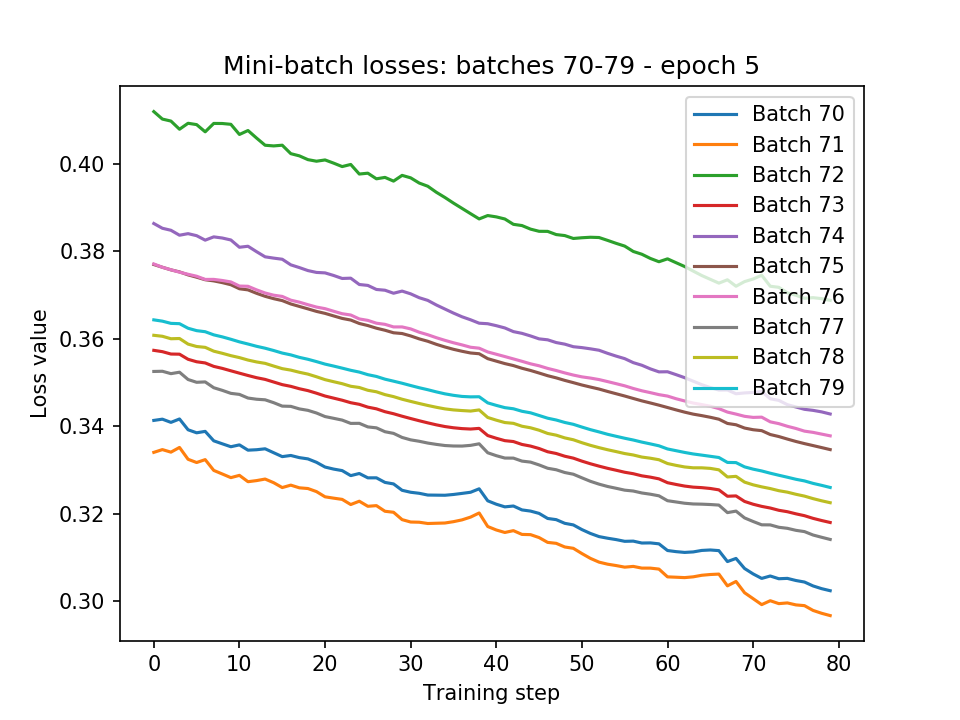 Mini-batch losses: batches 70-79 - epoch 5
Loss value
0.40
0.38
0.36
0.34
0.32
0.30
Batch 70
Batch 71
Batch 72
Batch 73
Batch 74
Batch 75
Batch 76
Batch 77
Batch 78
Batch 79
0 10 20 30 40 50 60 70 80
Training step